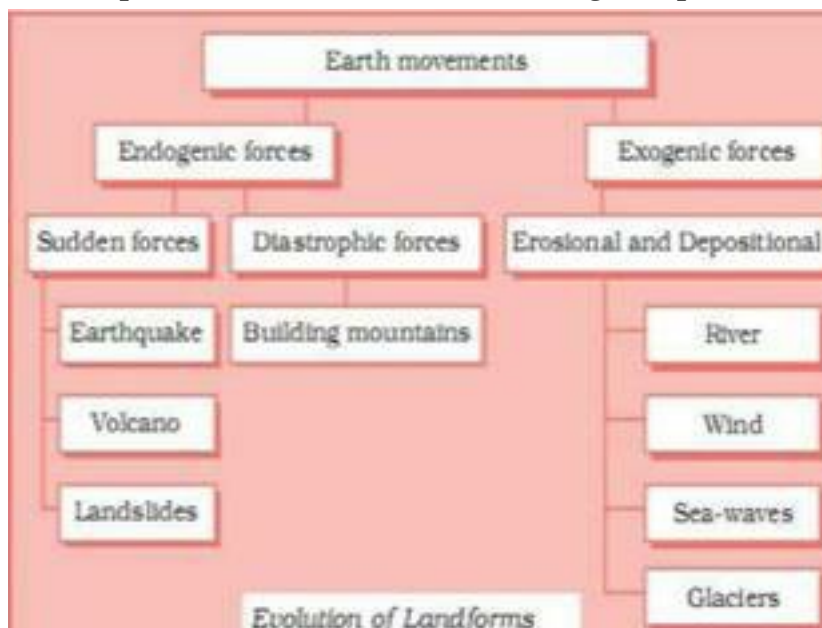 Earth movements
Endogenic forces
Exogenic forces
Sudden forces
Diastrophic forces
Erosional and Depositional
Earthquake
Building mountains
River
Volcano
Wind
Landslides
Sea-waves
Glaciers
Evolution of Landforms